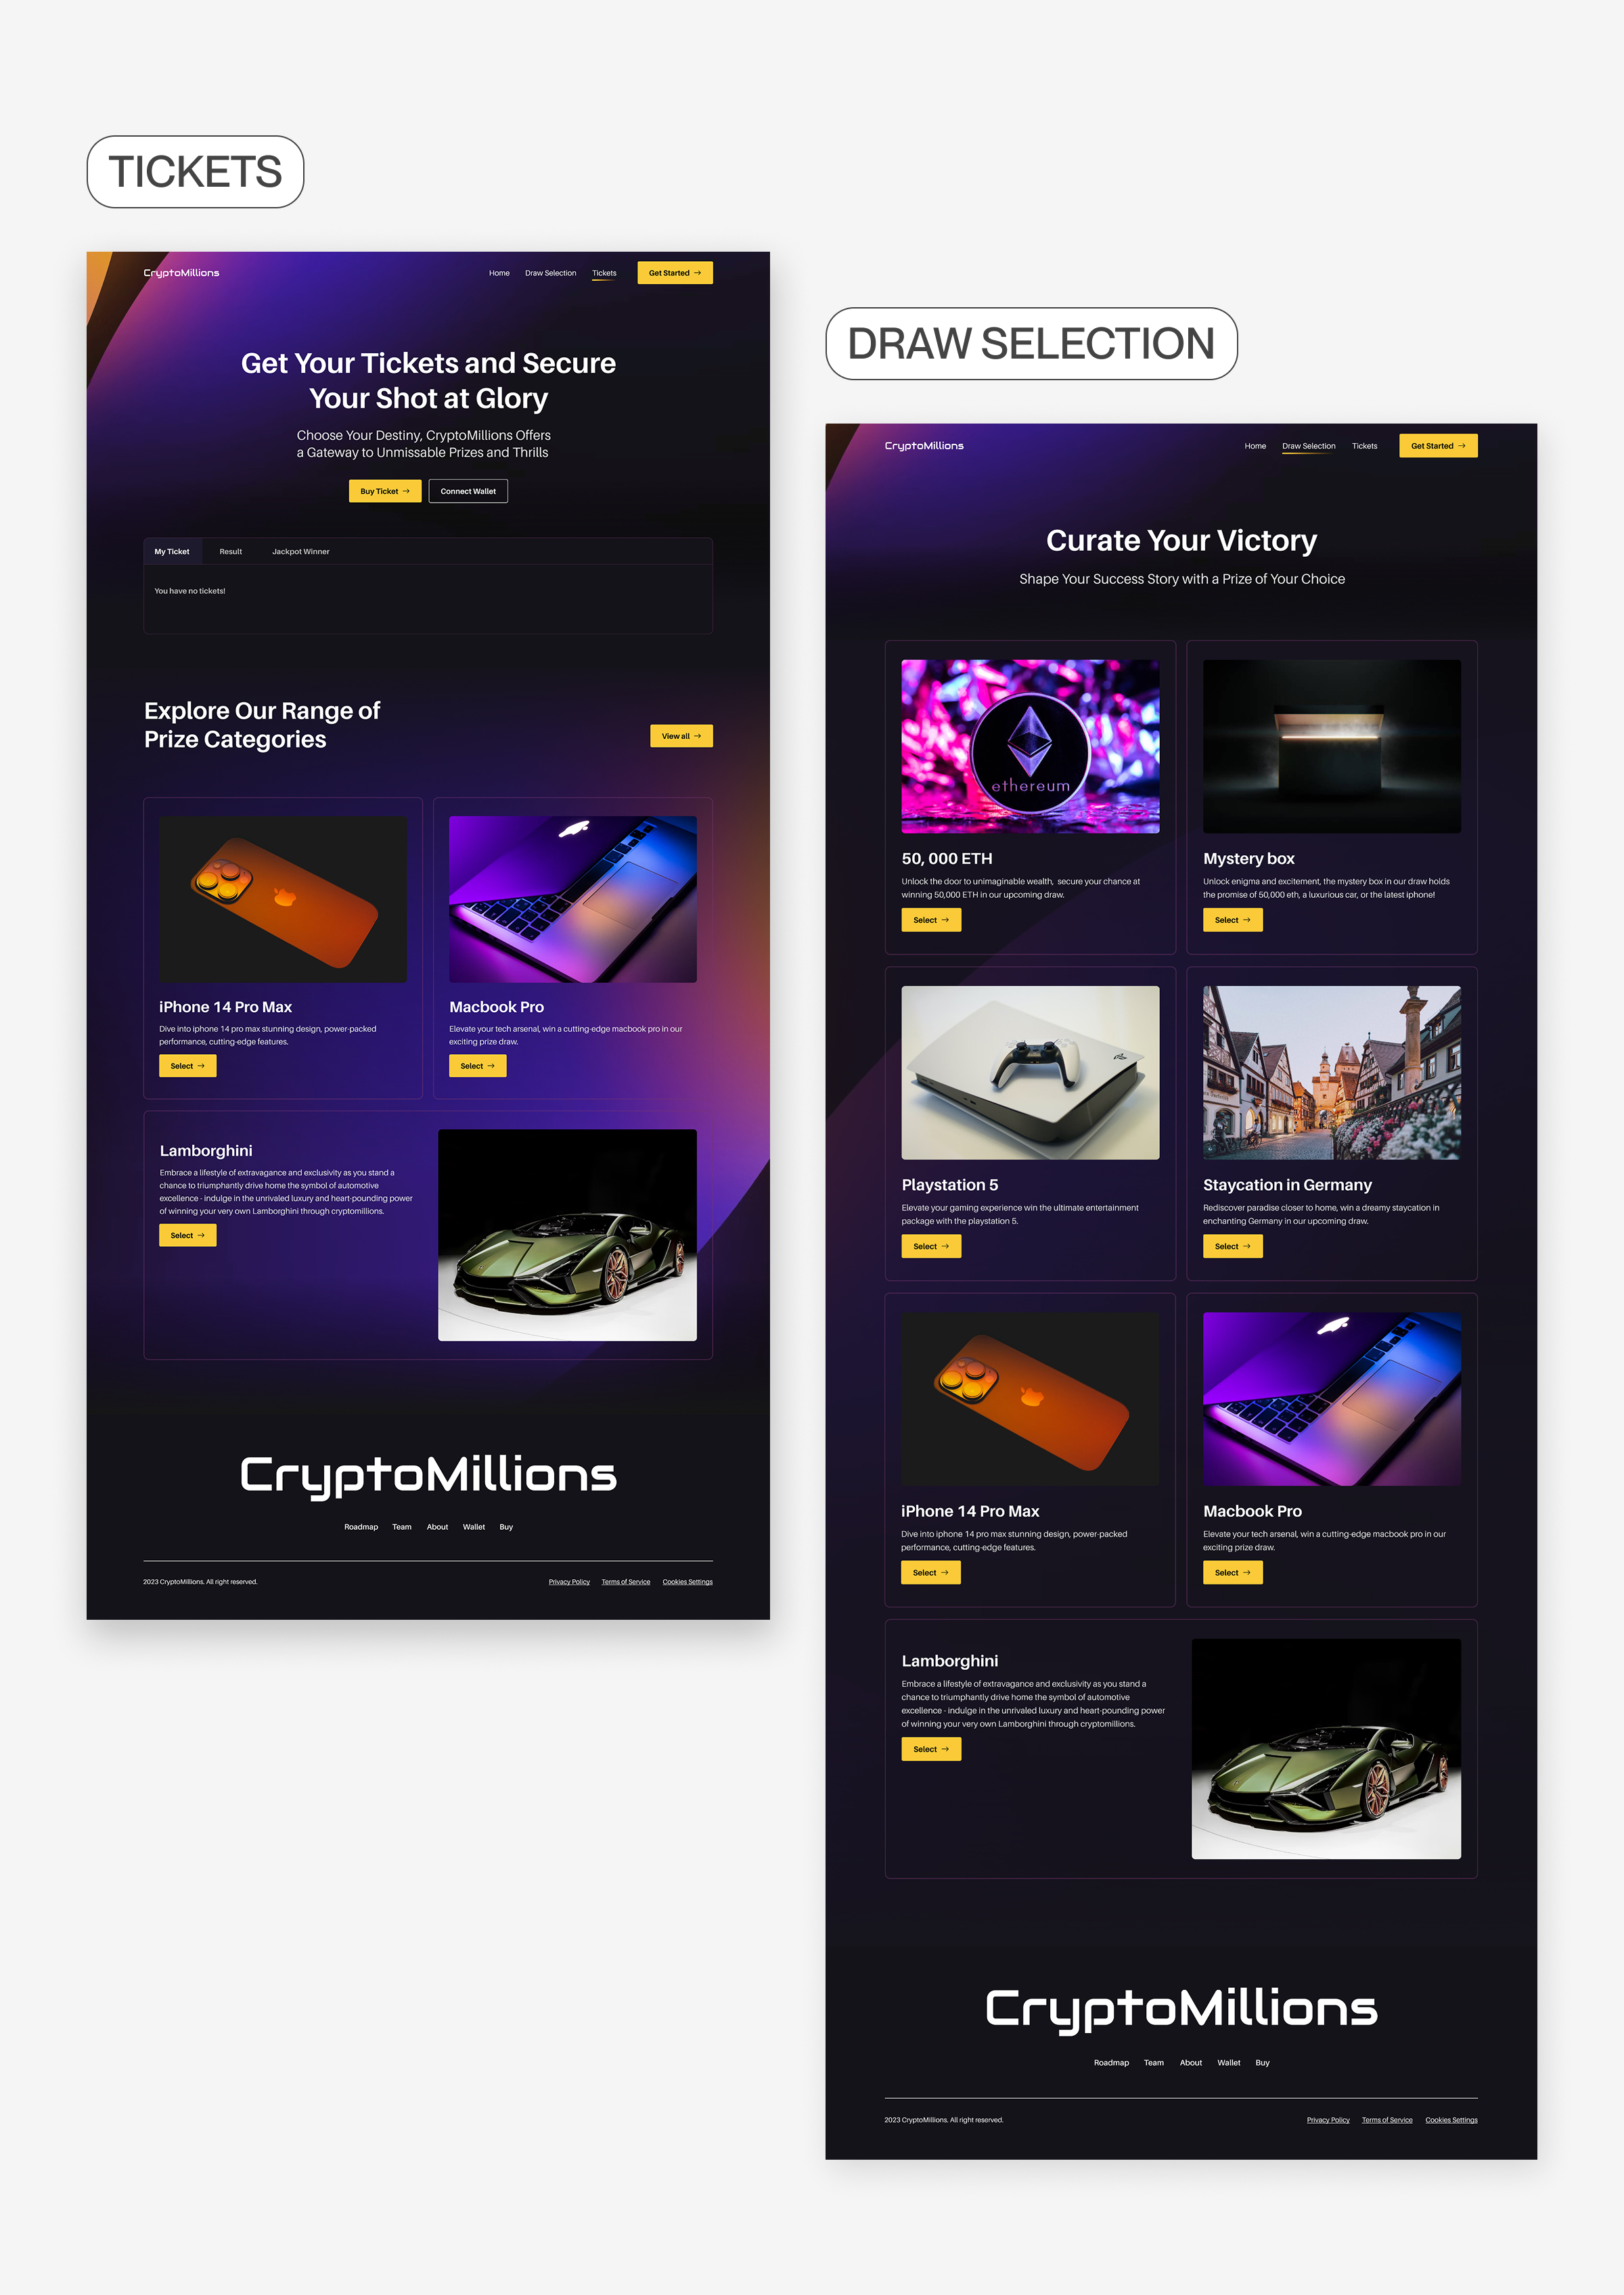 TICKETS
CryptoMillions
Home Draw Selection Tickets Get Started →
Get Your Tickets and Secure
Your Shot at Glory
Choose Your Destiny, CryptoMillions Offers
a Gateway to Unmissable Prizes and Thrills
Buy Ticket → Connect Wallet
My Ticket Result Jackpot Winner
You have no tickets!
Explore Our Range of
Prize Categories
View all →
iPhone 14 Pro Max
Dive into iphone 14 pro max stunning design, power-packed
performance, cutting-edge features.
Select →
Macbook Pro
Elevate your tech arsenal, win a cutting-edge macbook pro in our
exciting prize draw.
Select →
Lamborghini
Embrace a lifestyle of extravagance and exclusivity as you stand a
chance to triumphantly drive home the symbol of automotive
excellence - indulge in the unrivaled luxury and heart-pounding power
of winning your very own Lamborghini through cryptomillions.
Select →
CryptoMillions
Roadmap Team About Wallet Buy
2023 CryptoMillions. All right reserved.
Privacy Policy Terms of Service Cookies Settings
DRAW SELECTION
CryptoMillions
Home Draw Selection Tickets Get Started →
Curate Your Victory
Shape Your Success Story with a Prize of Your Choice
ethereum
50, 000 ETH
Unlock the door to unimaginable wealth, secure your chance at
winning 50,000 ETH in our upcoming draw.
Select →
Mystery box
Unlock enigma and excitement, the mystery box in our draw holds
the promise of 50,000 eth, a luxurious car, or the latest iphone!
Select →
Playstation 5
Elevate your gaming experience win the ultimate entertainment
package with the playstation 5.
Select →
Staycation in Germany
Rediscover paradise closer to home, win a dreamy staycation in
enchanting Germany in our upcoming draw.
Select →
iPhone 14 Pro Max
Dive into iphone 14 pro max stunning design, power-packed
performance, cutting-edge features.
Select →
Macbook Pro
Elevate your tech arsenal, win a cutting-edge macbook pro in our
exciting prize draw.
Select →
Lamborghini
Embrace a lifestyle of extravagance and exclusivity as you stand a
chance to triumphantly drive home the symbol of automotive
excellence - indulge in the unrivaled luxury and heart-pounding power
of winning your very own Lamborghini through cryptomillions.
Select →
CryptoMillions
Roadmap Team About Wallet Buy
2023 CryptoMillions. All right reserved.
Privacy Policy Terms of Service Cookies Settings